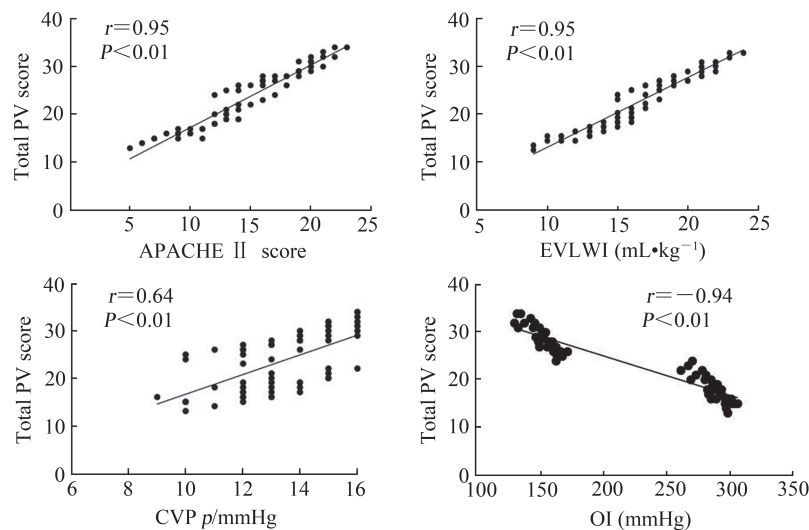 40
r=0.95
P<0.01
30
20
10
0
Total PV score
5 10 15 20 25
APACHE Ⅱ score
40
r=0.95
P<0.01
30
20
10
0
Total PV score
5 10 15 20 25
EVLWI (mL•kg⁻¹)
40
r=0.64
P<0.01
30
20
10
0
Total PV score
6 8 10 12 14 16
CVP p/mmHg
40
r=−0.94
P<0.01
30
20
10
0
Total PV score
100 150 200 250 300 350
OI (mmHg)